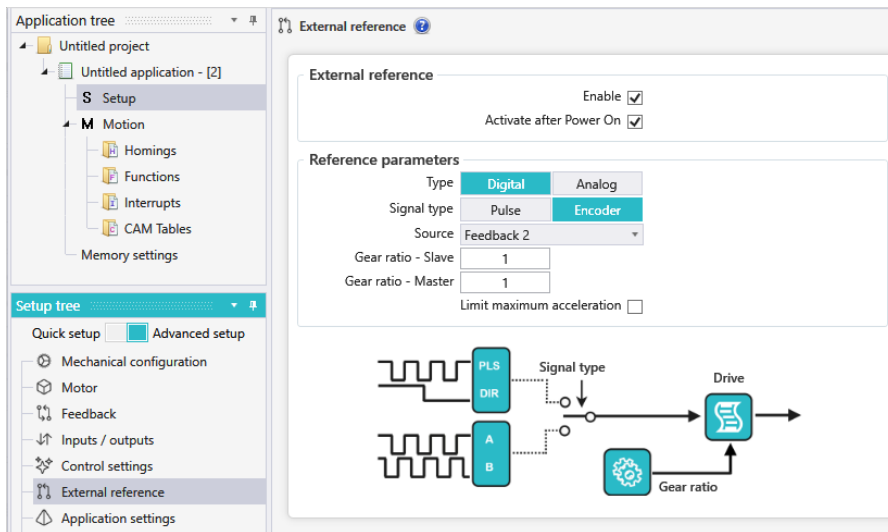 Application tree
Untitled project
Untitled application - [2]
S Setup
M Motion
H Homings
F Functions
I Interrupts
C CAM Tables
Memory settings
Setup tree
Quick setup Advanced setup
Mechanical configuration
Motor
Feedback
Inputs / outputs
Control settings
External reference
Application settings
External reference ?
External reference
Enable
Activate after Power On
Reference parameters
Type Digital Analog
Signal type Pulse Encoder
Source Feedback 2
Gear ratio - Slave 1
Gear ratio - Master 1
Limit maximum acceleration
PLS
DIR
Signal type
Drive
A
B
Gear ratio